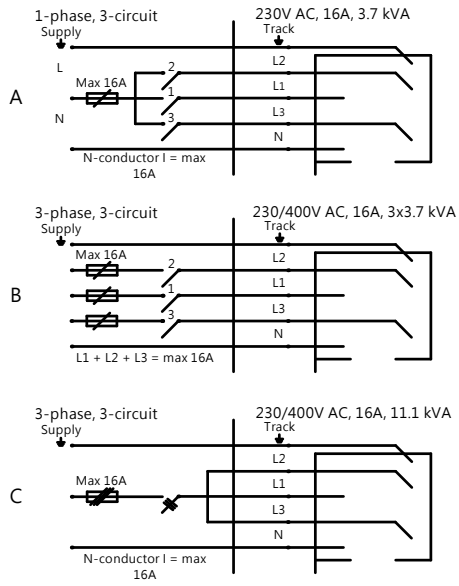 1-phase, 3-circuit
230V AC, 16A, 3.7 kVA
Supply
Track
L
L2
Max 16A
2
L1
A
1
N
L3
3
N
N-conductor I = max
16A
3-phase, 3-circuit
230/400V AC, 16A, 3x3.7 kVA
Supply
Track
Max 16A
L2
2
L1
B
1
L3
3
N
L1 + L2 + L3 = max 16A
3-phase, 3-circuit
230/400V AC, 16A, 11.1 kVA
Supply
Track
L2
Max 16A
L1
C
L3
N
N-conductor I = max
16A